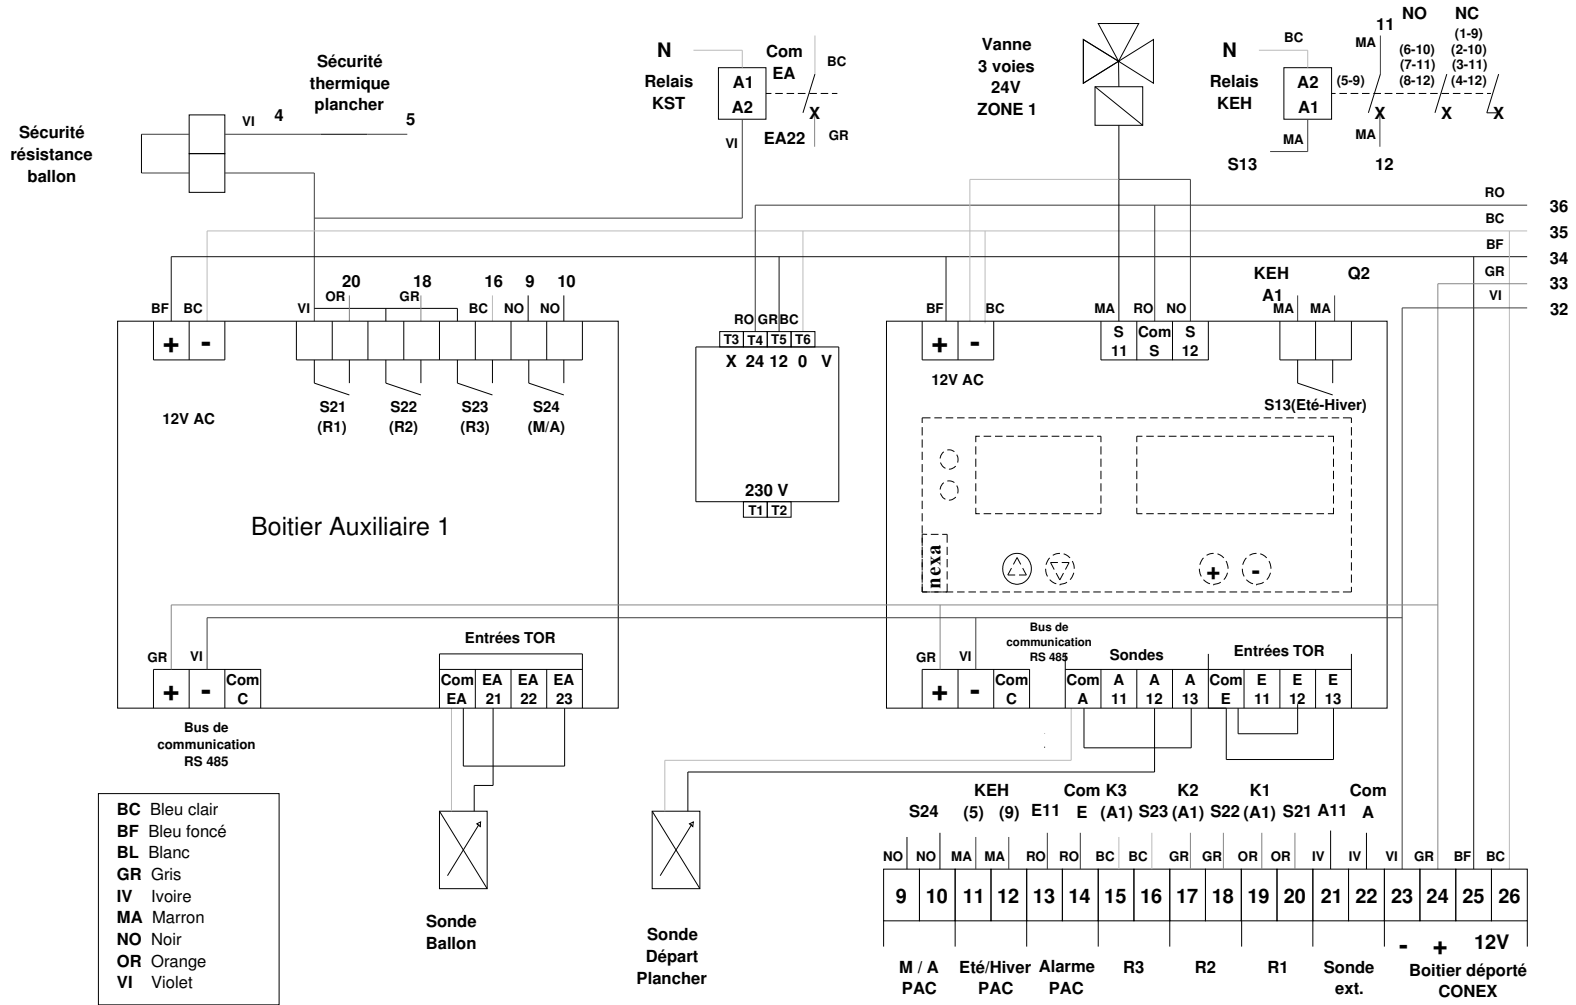 Sécurité
thermique
plancher
VI 4 5
Sécurité
résistance
ballon
N
Relais
KST
A1
A2
VI
Com
EA
BC
X
EA22
GR
Vanne
3 voies
24V
ZONE 1
N
Relais
KEH
BC
A2
A1
MA
S13
11
MA
(5-9)
X
MA
12
NO
(6-10)
(7-11)
(8-12)
X
NC
(1-9)
(2-10)
(3-11)
(4-12)
X
RO 36
BC 35
BF 34
GR 33
VI 32
BF BC
VI
20
OR
18
GR
16
BC
9
NO
10
NO
+ -
12V AC
S21
(R1)
S22
(R2)
S23
(R3)
S24
(M/A)
Boitier Auxiliaire 1
RO GR BC
T3 T4 T5 T6
X 24 12 0 V
230 V
T1 T2
BF BC
+ -
12V AC
MA RO NO
S
11
Com
S
S
12
KEH
A1
MA
Q2
MA
S13(Eté-Hiver)
nexa
+ -
GR VI
+ -
Com
C
Bus de
communication
RS 485
Entrées TOR
Com
EA
EA
21
EA
22
EA
23
GR VI
+ -
Com
C
Bus de
communication
RS 485
Sondes
Com
A
A
11
A
12
A
13
Entrées TOR
Com
E
E
11
E
12
E
13
BC Bleu clair
BF Bleu foncé
BL Blanc
GR Gris
IV Ivoire
MA Marron
NO Noir
OR Orange
VI Violet
Sonde
Ballon
Sonde
Départ
Plancher
S24
KEH
(5) (9)
E11
Com
E
K3
(A1)
S23
K2
(A1)
S22
K1
(A1)
S21
A11
Com
A
NO NO MA MA RO RO BC BC GR GR OR OR IV IV VI GR BF BC
9 10 11 12 13 14 15 16 17 18 19 20 21 22 23 24 25 26
- + 12V
M / A
PAC
Eté/Hiver
PAC
Alarme
PAC
R3
R2
R1
Sonde
ext.
Boitier déporté
CONEX